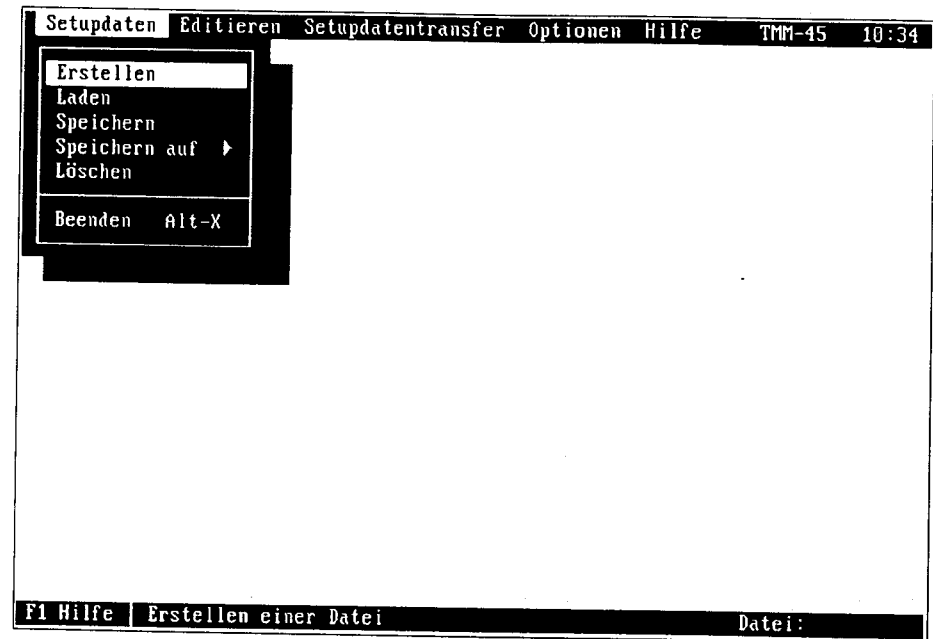 Setupdaten Editieren Setupdatentransfer Optionen Hilfe TMM-45 10:34
Erstellen
Laden
Speichern
Speichern auf ▶
Löschen
Beenden Alt-X
F1 Hilfe Erstellen einer Datei Datei: